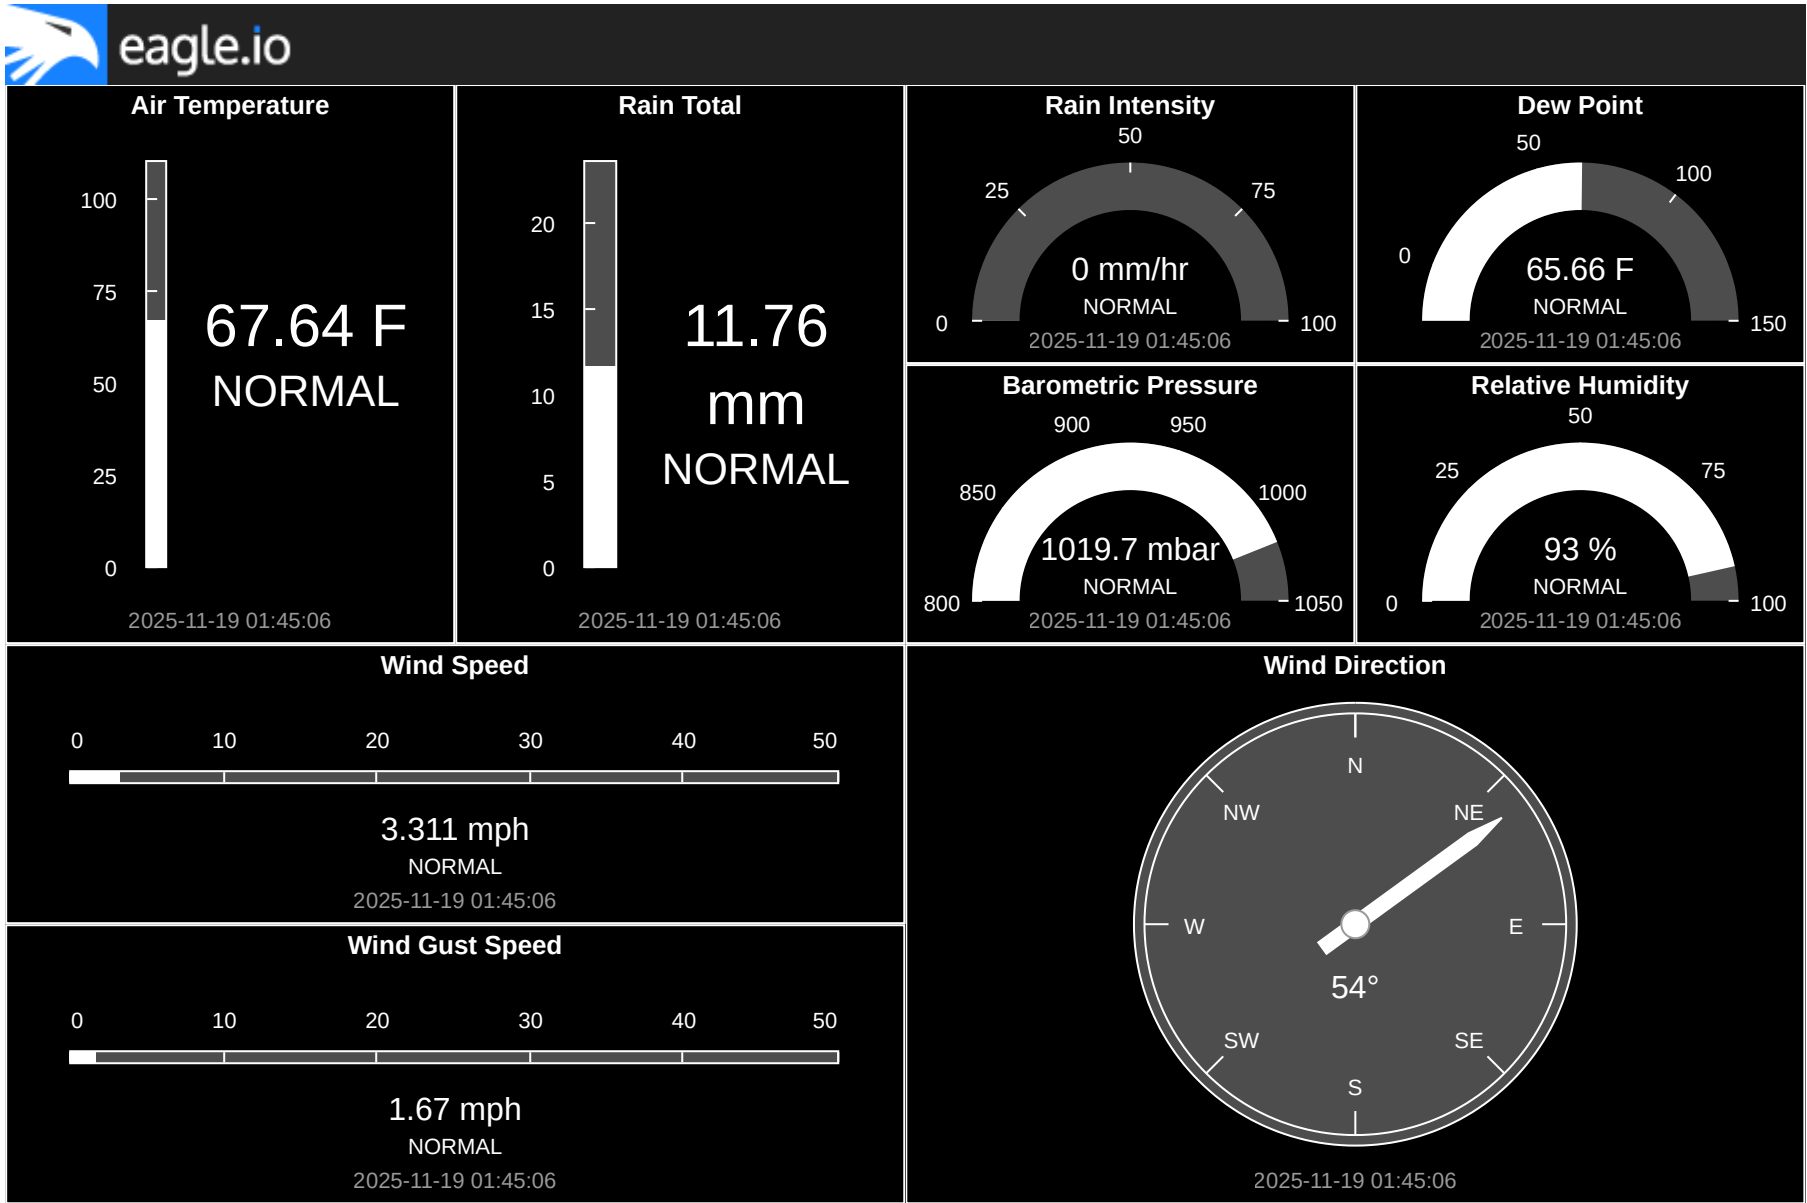 eagle.io
Air Temperature
100
75
50
25
0
67.64 F
NORMAL
2025-11-19 01:45:06
Rain Total
20
15
10
5
0
11.76
mm
NORMAL
2025-11-19 01:45:06
Rain Intensity
0
25
50
75
100
0 mm/hr
NORMAL
2025-11-19 01:45:06
Dew Point
0
50
100
150
65.66 F
NORMAL
2025-11-19 01:45:06
Barometric Pressure
800
850
900
950
1000
1050
1019.7 mbar
NORMAL
2025-11-19 01:45:06
Relative Humidity
0
25
50
75
100
93 %
NORMAL
2025-11-19 01:45:06
Wind Speed
0 10 20 30 40 50
3.311 mph
NORMAL
2025-11-19 01:45:06
Wind Gust Speed
0 10 20 30 40 50
1.67 mph
NORMAL
2025-11-19 01:45:06
Wind Direction
N
NW NE
W E
54°
SW SE
S
2025-11-19 01:45:06